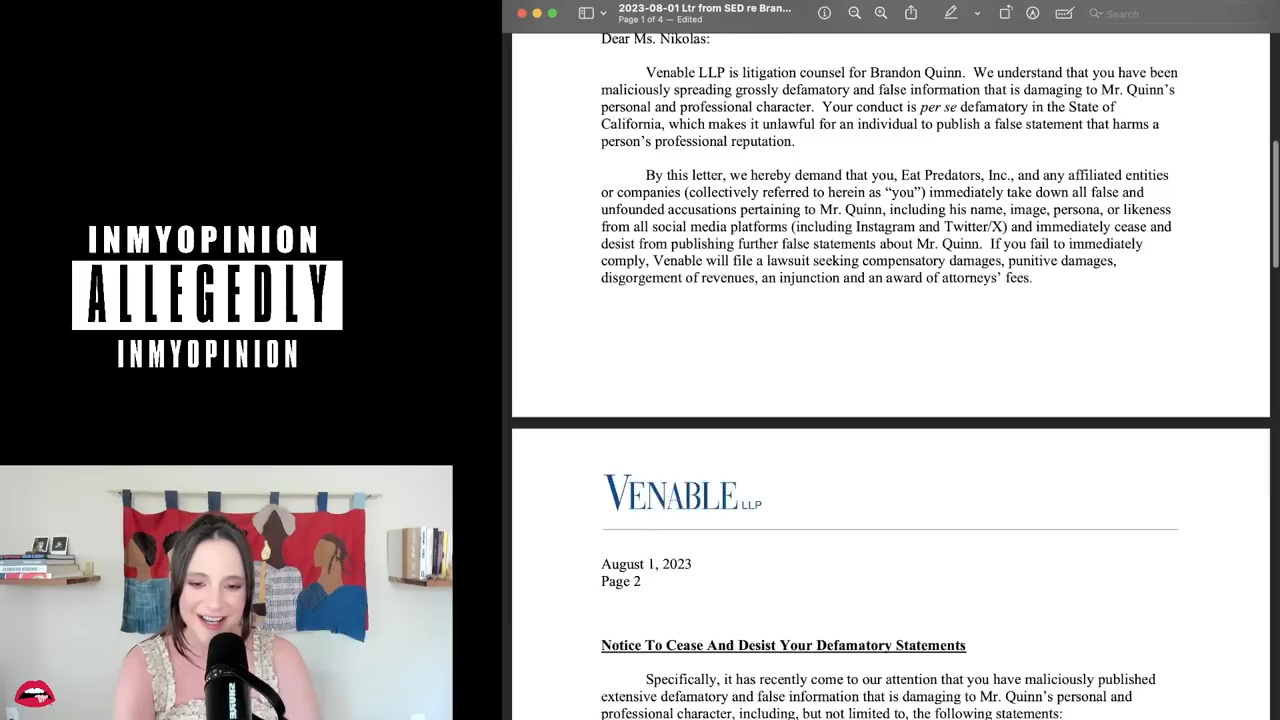 INMYOPINION
ALLEGEDLY
INMYOPINION
2023-08-01 Ltr from SED re Bran...
Page 1 of 4 — Edited
Search
Dear Ms. Nikolas:
Venable LLP is litigation counsel for Brandon Quinn. We understand that you have been
maliciously spreading grossly defamatory and false information that is damaging to Mr. Quinn's
personal and professional character. Your conduct is per se defamatory in the State of
California, which makes it unlawful for an individual to publish a false statement that harms a
person's professional reputation.
By this letter, we hereby demand that you, Eat Predators, Inc., and any affiliated entities
or companies (collectively referred to herein as “you”) immediately take down all false and
unfounded accusations pertaining to Mr. Quinn, including his name, image, persona, or likeness
from all social media platforms (including Instagram and Twitter/X) and immediately cease and
desist from publishing further false statements about Mr. Quinn. If you fail to immediately
comply, Venable will file a lawsuit seeking compensatory damages, punitive damages,
disgorgement of revenues, an injunction and an award of attorneys' fees.
VENABLE LLP
August 1, 2023
Page 2
Notice To Cease And Desist Your Defamatory Statements
Specifically, it has recently come to our attention that you have maliciously published
extensive defamatory and false information that is damaging to Mr. Quinn's personal and
professional character, including, but not limited to, the following statements:
SHURE